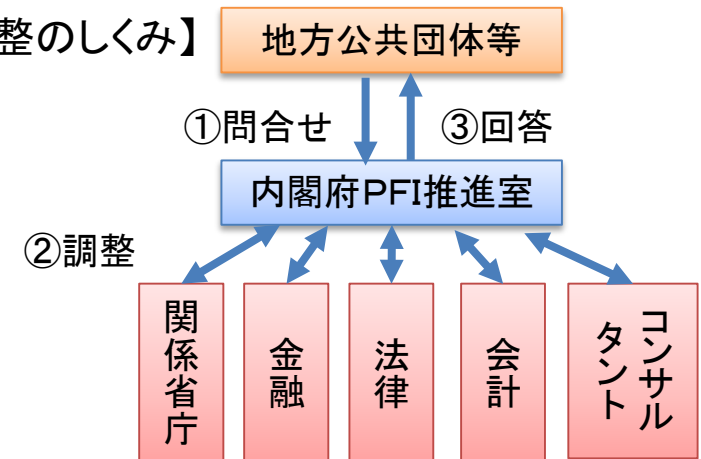 整のしくみ】
地方公共団体等
①問合せ
③回答
内閣府PFI推進室
②調整
関係省庁
金融
法律
会計
コンサル
タント